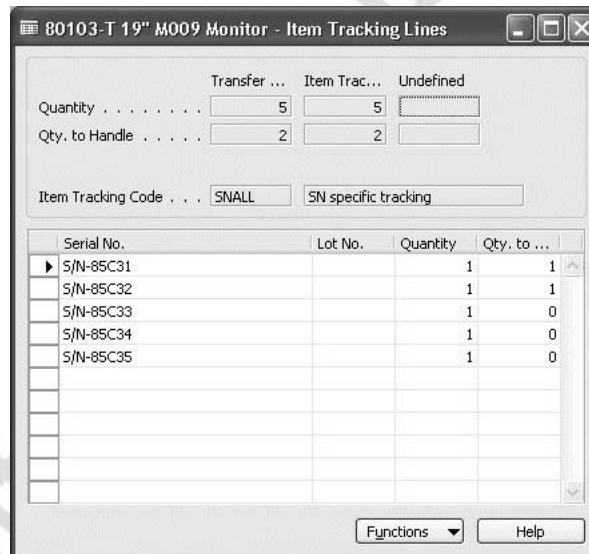 80103-T 19" M009 Monitor - Item Tracking Lines
Transfer ... Item Trac... Undefined
Quantity . . . . . . . . 5 5
Qty. to Handle . . . . . 2 2
Item Tracking Code . . . SNALL SN specific tracking
Serial No. Lot No. Quantity Qty. to ...
S/N-85C31 1 1
S/N-85C32 1 1
S/N-85C33 1 0
S/N-85C34 1 0
S/N-85C35 1 0
Functions Help